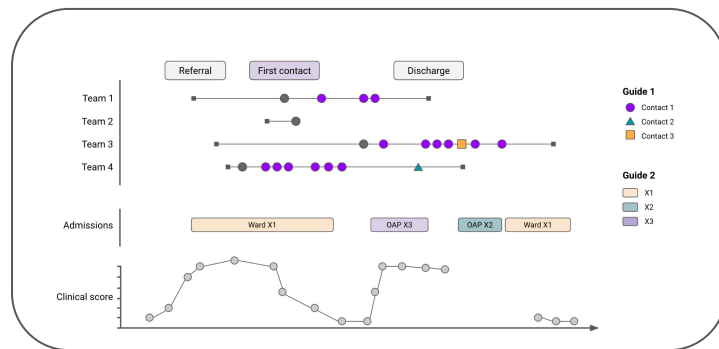 Referral
First contact
Discharge
Team 1
Team 2
Team 3
Team 4
Guide 1
Contact 1
Contact 2
Contact 3
Guide 2
X1
X2
X3
Admissions
Ward X1
OAP X3
OAP X2
Ward X1
Clinical score